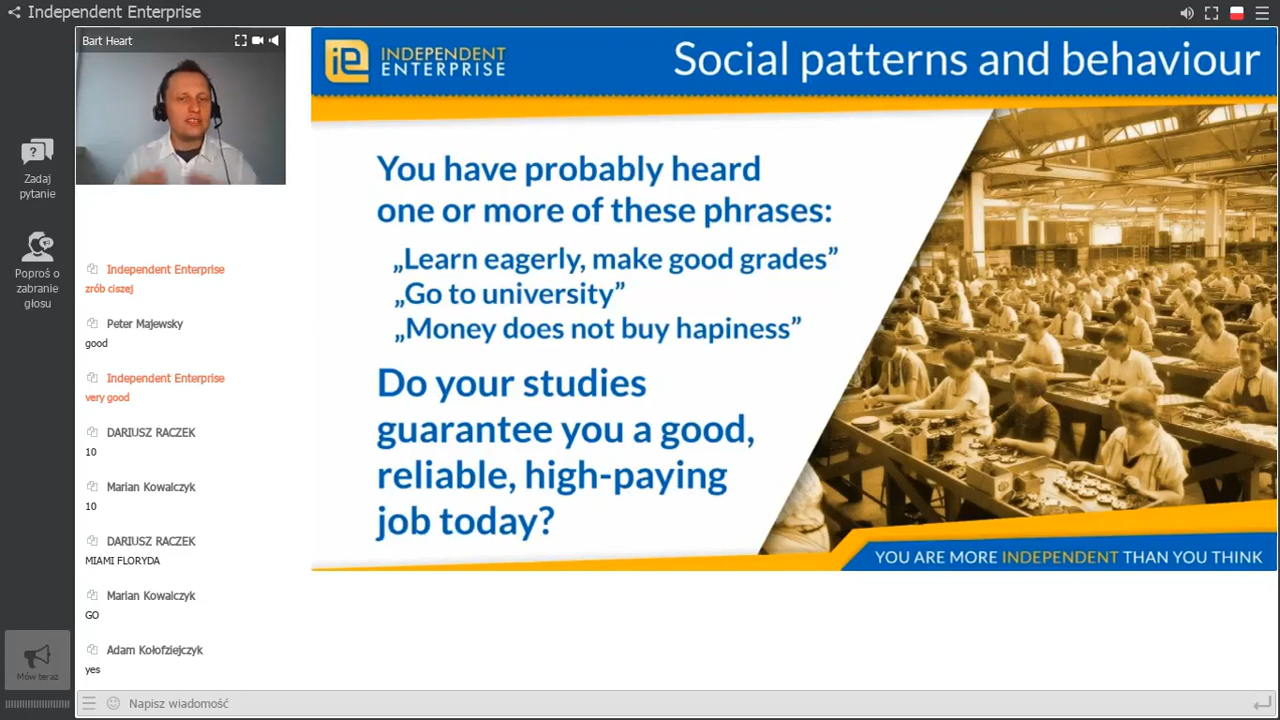 Independent Enterprise
Bart Heart
Zadaj
pytanie
Poproś o
zabranie
głosu
Independent Enterprise
zrób ciszej
Peter Majewsky
good
Independent Enterprise
very good
DARIUSZ RACZEK
10
Marian Kowalczyk
10
DARIUSZ RACZEK
MIAMI FLORYDA
Marian Kowalczyk
GO
Adam Kołofziejczyk
yes
Mów teraz
Napisz wiadomość
ie INDEPENDENT
ENTERPRISE
Social patterns and behaviour
You have probably heard
one or more of these phrases:
„Learn eagerly, make good grades”
„Go to university”
„Money does not buy hapiness”
Do your studies
guarantee you a good,
reliable, high-paying
job today?
YOU ARE MORE INDEPENDENT THAN YOU THINK